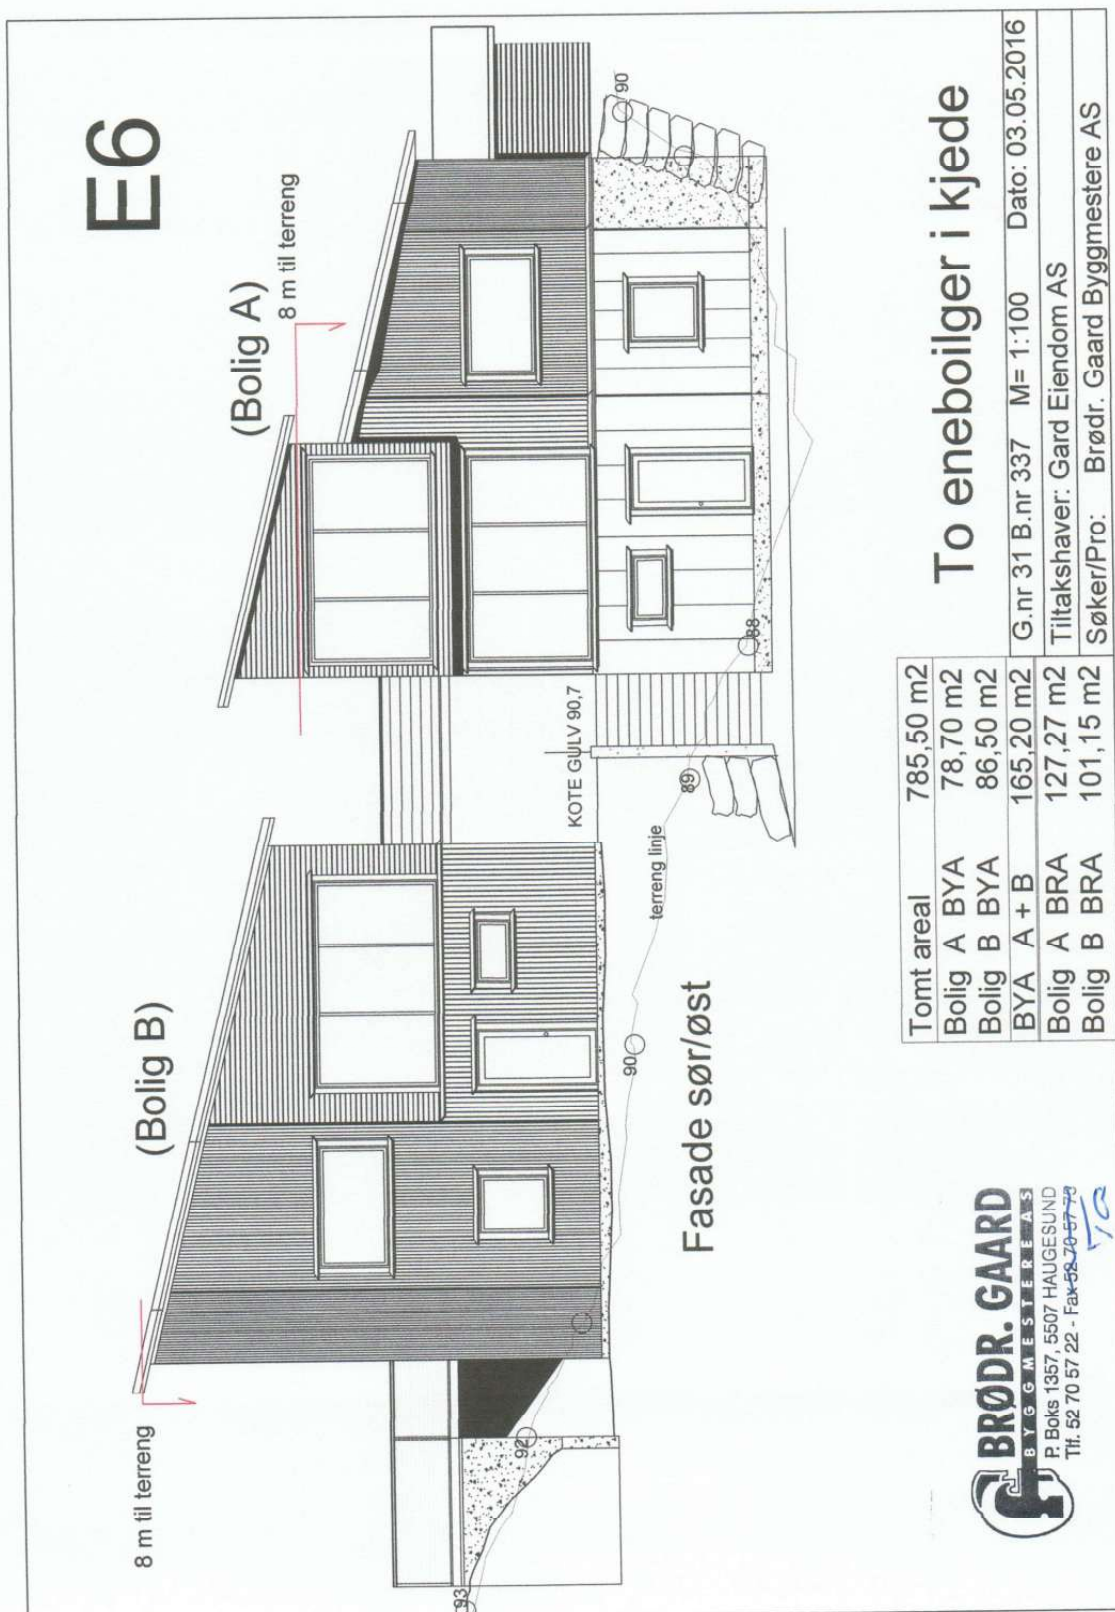 E6
(Bolig A)
8 m til terreng
(Bolig B)
8 m til terreng
KOTE GULV 90,7
terreng linje
93
92
90
89
88
90
Fasade sør/øst
To eneboilger i kjede
Tomt areal 785,50 m2
Bolig A BYA 78,70 m2
Bolig B BYA 86,50 m2
BYA A + B 165,20 m2
Bolig A BRA 127,27 m2
Bolig B BRA 101,15 m2
G.nr 31 B.nr 337 M= 1:100 Dato: 03.05.2016
Tiltakshaver: Gard Eiendom AS
Søker/Pro: Brødr. Gaard Byggmestere AS
BRØDR. GAARD
BYGGMESTERE AS
P. Boks 1357, 5507 HAUGESUND
Tlf. 52 70 57 22 - Fax 52 70 57 73